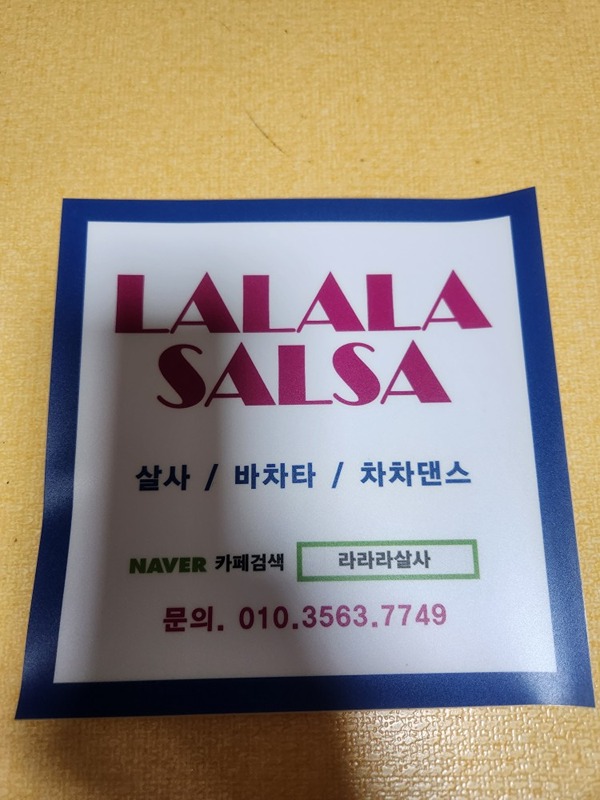 LALALA
SALSA
살사 / 바차타 / 차차댄스
NAVER 카페검색 라라라살사
문의. 010.3563.7749